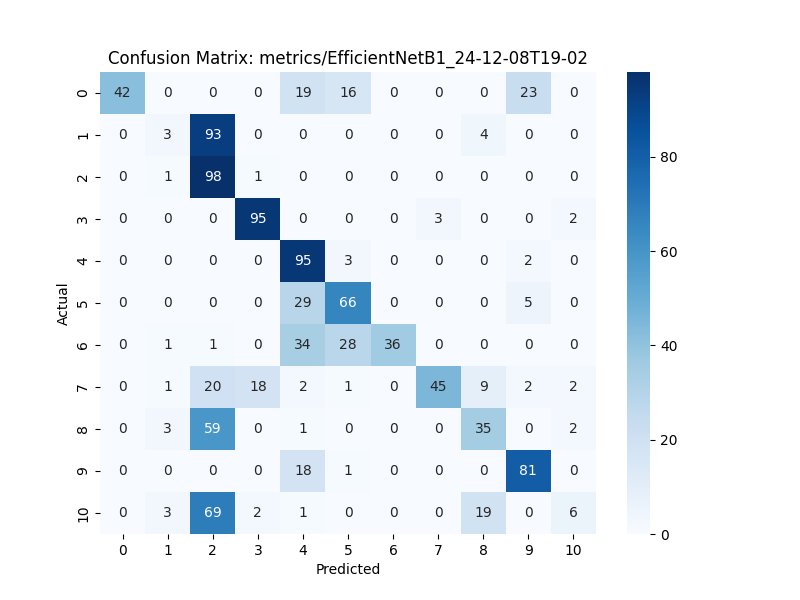 Confusion Matrix: metrics/EfficientNetB1_24-12-08T19-02
0 42 0 0 0 19 16 0 0 0 23 0
1 0 3 93 0 0 0 0 0 4 0 0
2 0 1 98 1 0 0 0 0 0 0 0
3 0 0 0 95 0 0 0 3 0 0 2
4 0 0 0 0 95 3 0 0 0 2 0
5 0 0 0 0 29 66 0 0 0 5 0
6 0 1 1 0 34 28 36 0 0 0 0
7 0 1 20 18 2 1 0 45 9 2 2
8 0 3 59 0 1 0 0 0 35 0 2
9 0 0 0 0 18 1 0 0 0 81 0
10 0 3 69 2 1 0 0 0 19 0 6
0 1 2 3 4 5 6 7 8 9 10
Predicted
Actual
80
60
40
20
0